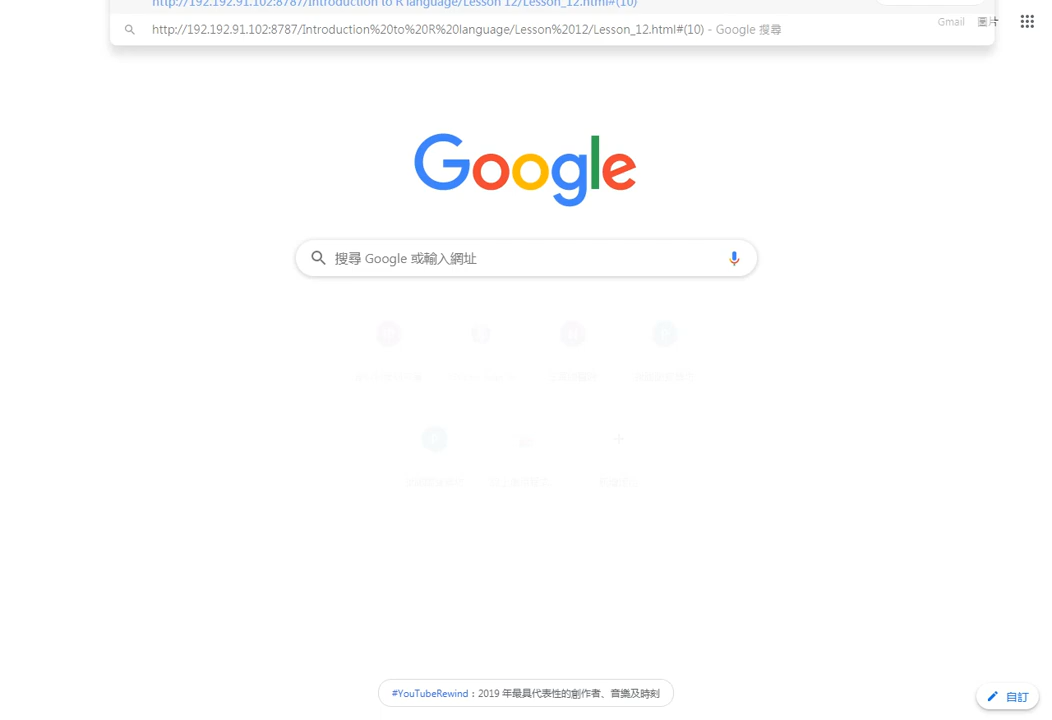 http://192.192.91.102:8787/Introduction to R language/Lesson 12/Lesson_12.html#(10)
http://192.192.91.102:8787/Introduction%20to%20R%20language/Lesson%2012/Lesson_12.html#(10) - Google 搜尋
Gmail 圖片
Google
搜尋 Google 或輸入網址
#YouTubeRewind：2019 年最具代表性的創作者、音樂及時刻
自訂